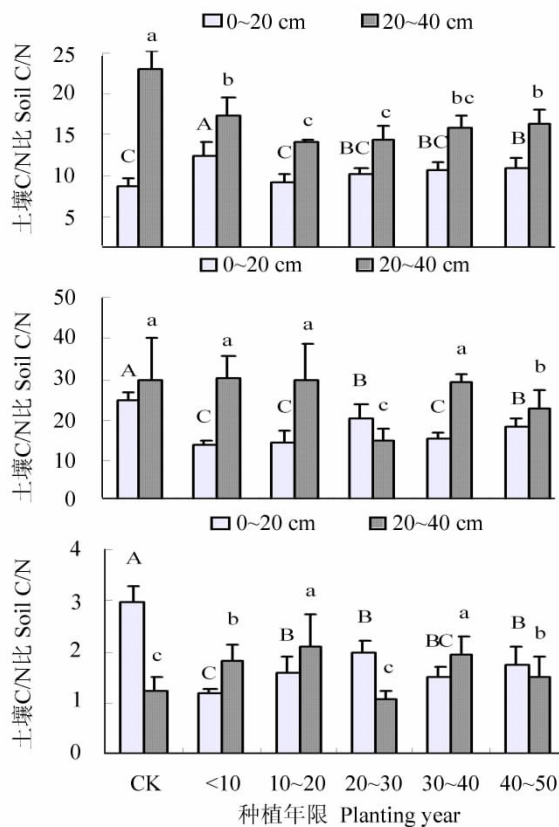 0~20 cm 20~40 cm
土壤C/N比 Soil C/N
25
20
15
10
5
C a A b C c BC c BC bc B b
0~20 cm 20~40 cm
土壤C/N比 Soil C/N
50
40
30
20
10
0
A a C a C a B c C a B b
0~20 cm 20~40 cm
土壤C/N比 Soil C/N
4
3
2
1
0
A c C b B a B c BC a B b
CK <10 10~20 20~30 30~40 40~50
种植年限 Planting year